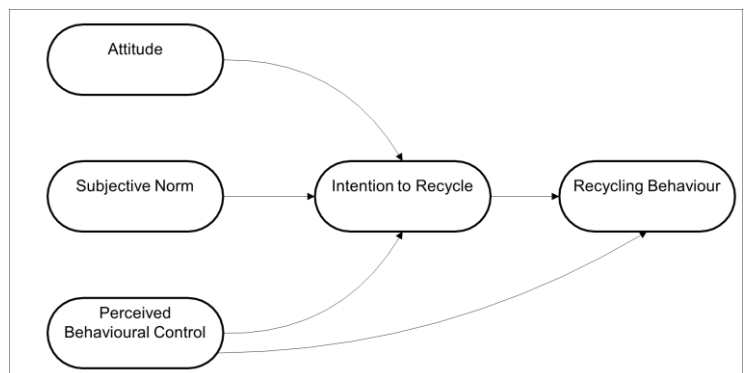 Attitude
Subjective Norm
Intention to Recycle
Recycling Behaviour
Perceived
Behavioural Control